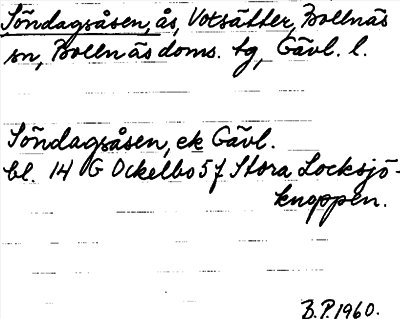 Söndagsåsen, ås, Votsätter, Bollnäs
sn, Bollnäs doms. tg, Gävl. l.
Söndagsåsen, ek Gävl.
bl. 14 G Ockelbo 5 f Stora Locksjö-
knoppen.
B.P. 1960.